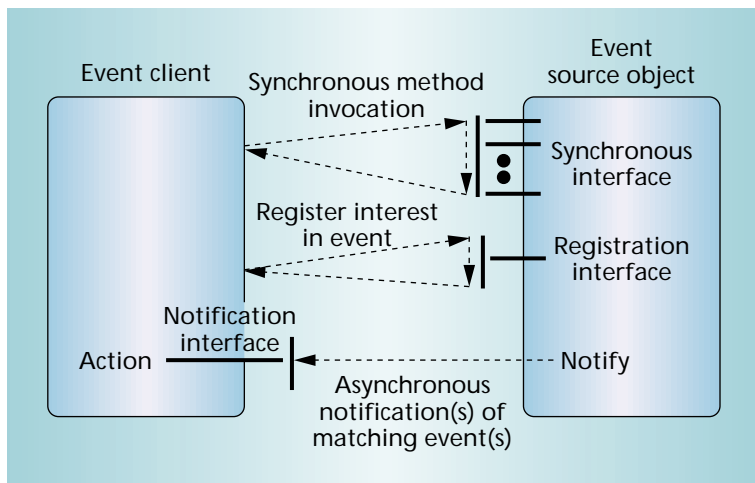 Event client
Event
source object
Synchronous method
invocation
Synchronous
interface
Register interest
in event
Registration
interface
Notification
interface
Action
Notify
Asynchronous
notification(s) of
matching event(s)